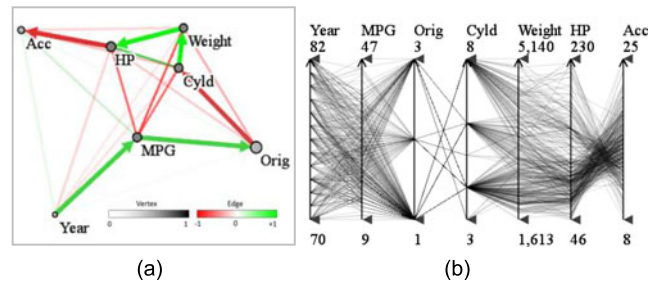 Acc
HP
Weight
Cyld
MPG
Orig
Year
Vertex
0 1
Edge
-1 0 +1
(a)
Year MPG Orig Cyld Weight HP Acc
82 47 3 8 5,140 230 25
70 9 1 3 1,613 46 8
(b)